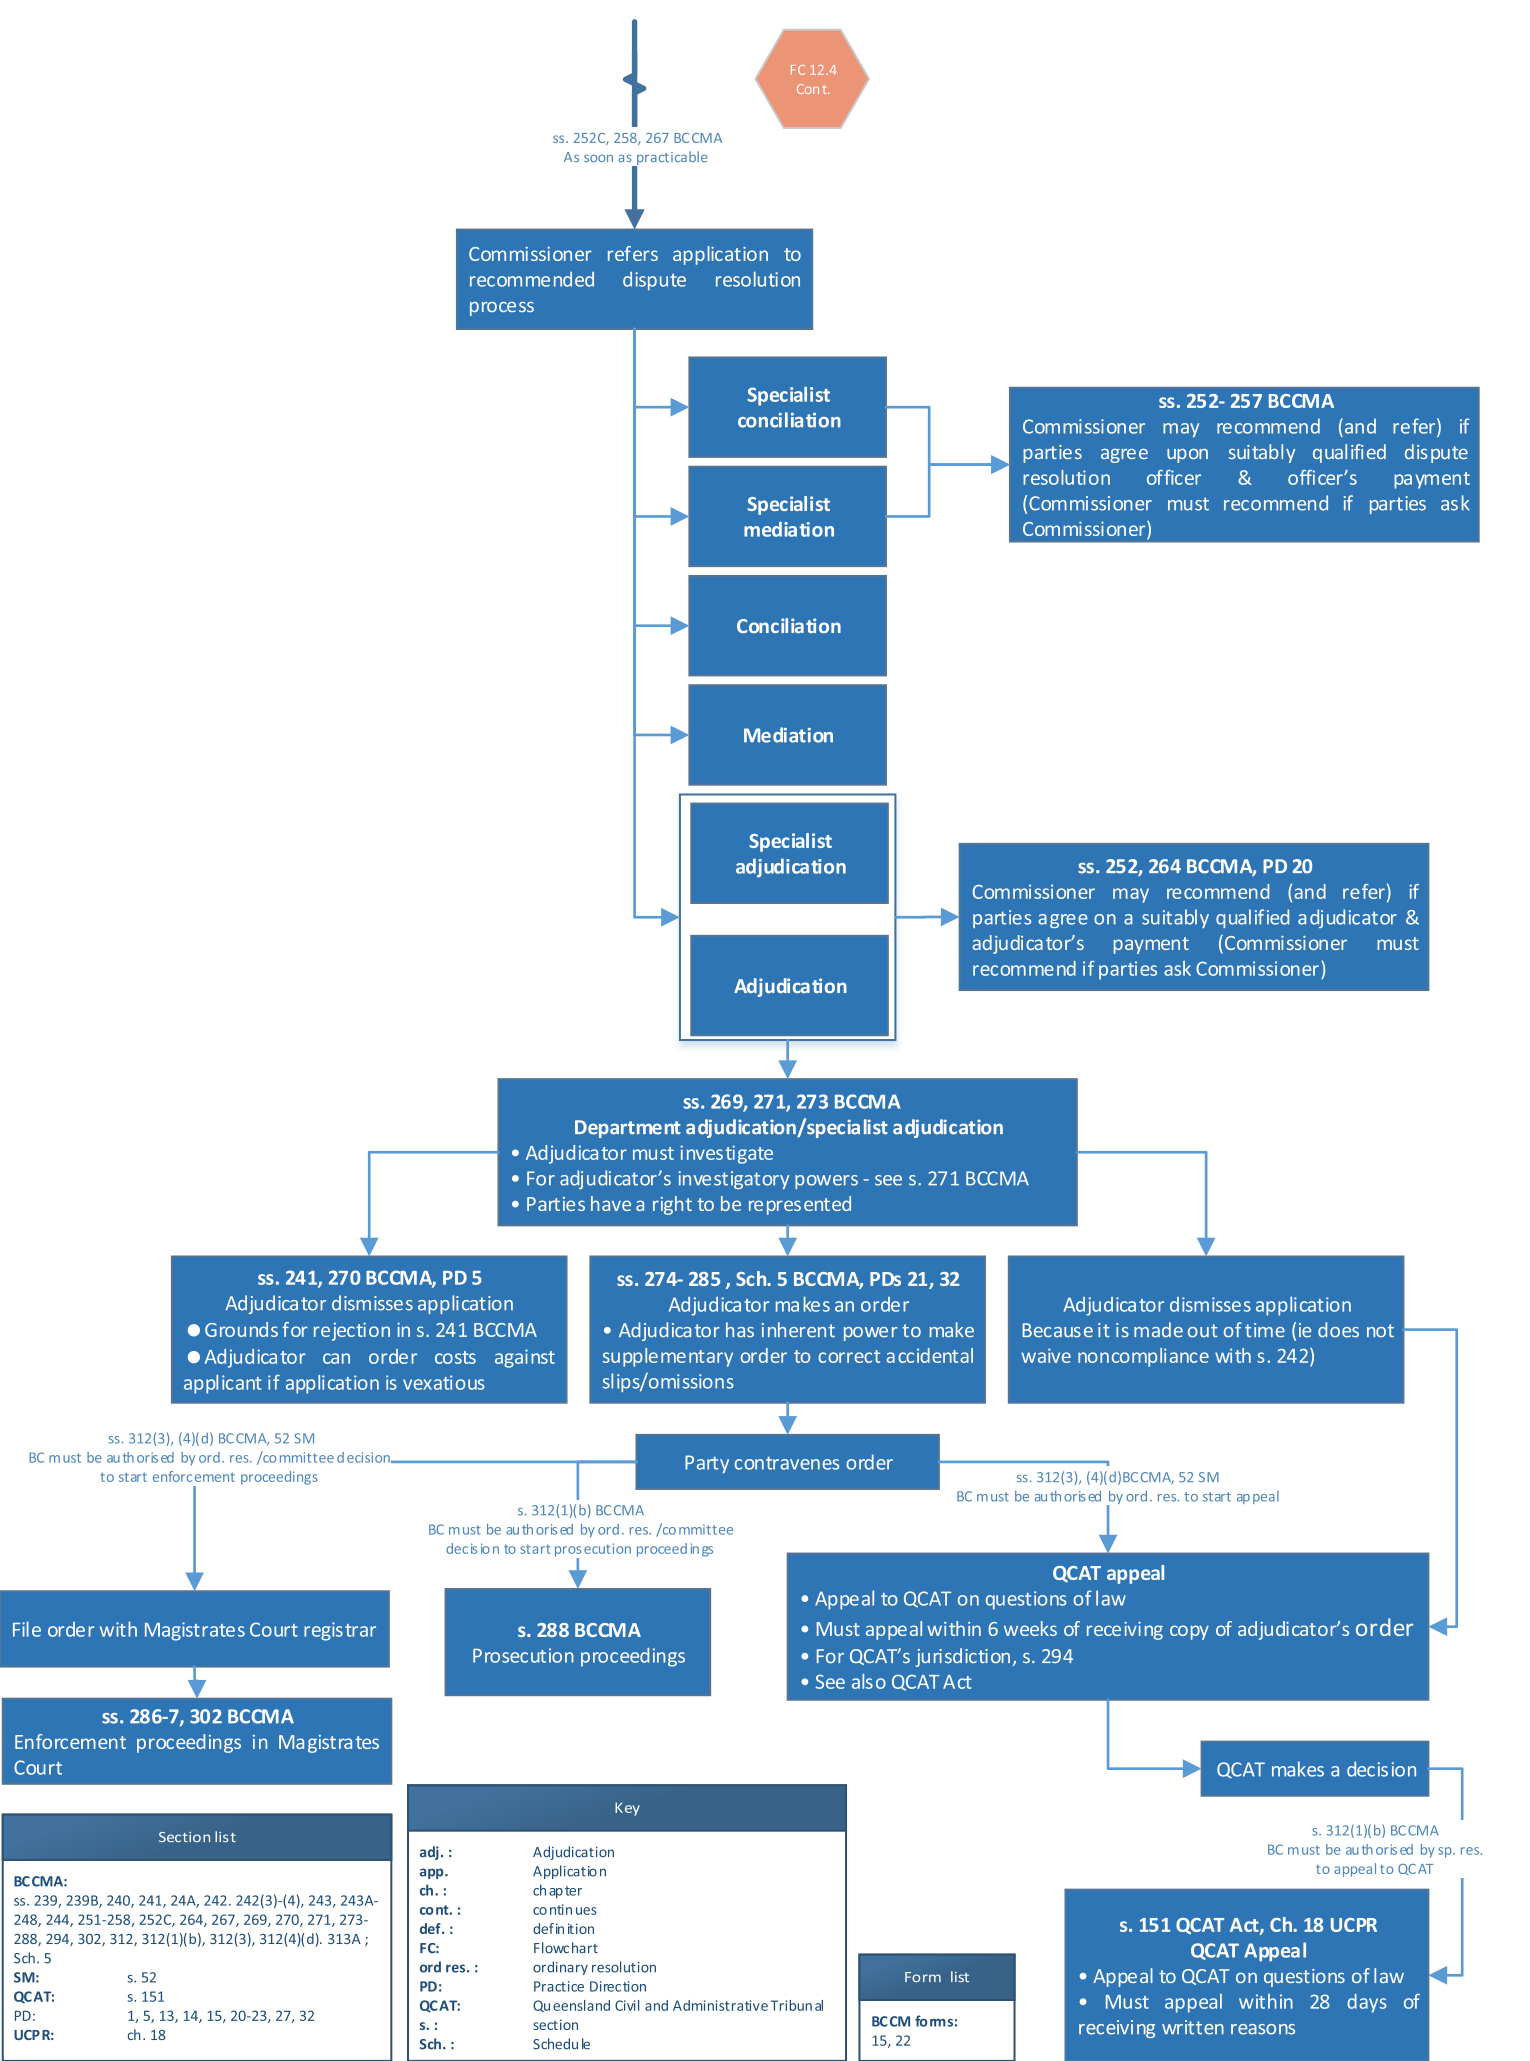 FC 12.4
Cont.
ss. 252C, 258, 267 BCCMA
As soon as practicable
Commissioner refers application to
recommended dispute resolution
process
Specialist
conciliation
ss. 252- 257 BCCMA
Commissioner may recommend (and refer) if
parties agree upon suitably qualified dispute
resolution officer & officer's payment
(Commissioner must recommend if parties ask
Commissioner)
Specialist
mediation
Conciliation
Mediation
Specialist
adjudication
ss. 252, 264 BCCMA, PD 20
Commissioner may recommend (and refer) if
parties agree on a suitably qualified adjudicator &
adjudicator's payment (Commissioner must
recommend if parties ask Commissioner)
Adjudication
ss. 269, 271, 273 BCCMA
Department adjudication/specialist adjudication
• Adjudicator must investigate
• For adjudicator's investigatory powers - see s. 271 BCCMA
• Parties have a right to be represented
ss. 241, 270 BCCMA, PD 5
Adjudicator dismisses application
● Grounds for rejection in s. 241 BCCMA
● Adjudicator can order costs against
applicant if application is vexatious
ss. 274- 285 , Sch. 5 BCCMA, PDs 21, 32
Adjudicator makes an order
• Adjudicator has inherent power to make
supplementary order to correct accidental
slips/omissions
Adjudicator dismisses application
Because it is made out of time (ie does not
waive noncompliance with s. 242)
ss. 312(3), (4)(d) BCCMA, 52 SM
BC must be authorised by ord. res. /committee decision
to start enforcement proceedings
Party contravenes order
ss. 312(3), (4)(d)BCCMA, 52 SM
BC must be authorised by ord. res. to start appeal
s. 312(1)(b) BCCMA
BC must be authorised by ord. res. /committee
decision to start prosecution proceedings
File order with Magistrates Court registrar
s. 288 BCCMA
Prosecution proceedings
QCAT appeal
• Appeal to QCAT on questions of law
• Must appeal within 6 weeks of receiving copy of adjudicator's order
• For QCAT's jurisdiction, s. 294
• See also QCAT Act
ss. 286-7, 302 BCCMA
Enforcement proceedings in Magistrates
Court
QCAT makes a decision
s. 312(1)(b) BCCMA
BC must be authorised by sp. res.
to appeal to QCAT
s. 151 QCAT Act, Ch. 18 UCPR
QCAT Appeal
• Appeal to QCAT on questions of law
• Must appeal within 28 days of
receiving written reasons
Section list
BCCMA:
ss. 239, 239B, 240, 241, 24A, 242. 242(3)-(4), 243, 243A-
248, 244, 251-258, 252C, 264, 267, 269, 270, 271, 273-
288, 294, 302, 312, 312(1)(b), 312(3), 312(4)(d). 313A ;
Sch. 5
SM: s. 52
QCAT: s. 151
PD: 1, 5, 13, 14, 15, 20-23, 27, 32
UCPR: ch. 18
Key
adj. : Adjudication
app. Application
ch. : chapter
cont. : continues
def. : definition
FC: Flowchart
ord res. : ordinary resolution
PD: Practice Direction
QCAT: Queensland Civil and Administrative Tribunal
s. : section
Sch. : Schedule
Form list
BCCM forms:
15, 22